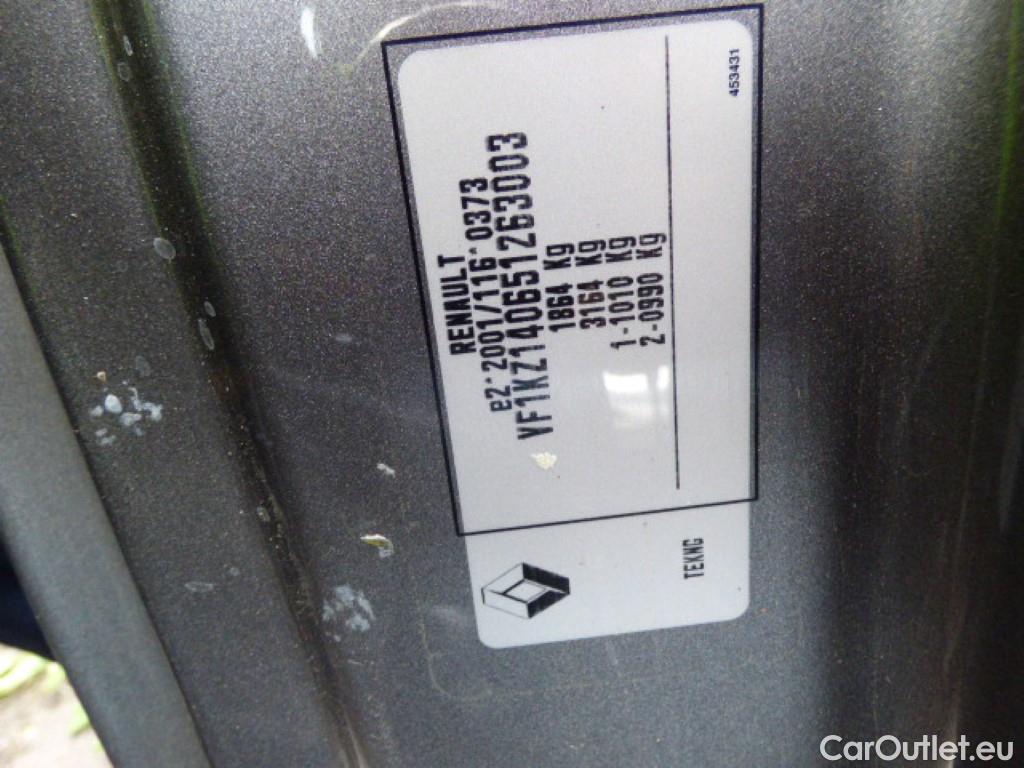 RENAULT
e2*2001/116*0373
VF1KZ140651263003
1864 Kg
3164 Kg
1-1010 Kg
2-0990 Kg
453431
TEKNG
CarOutlet.eu